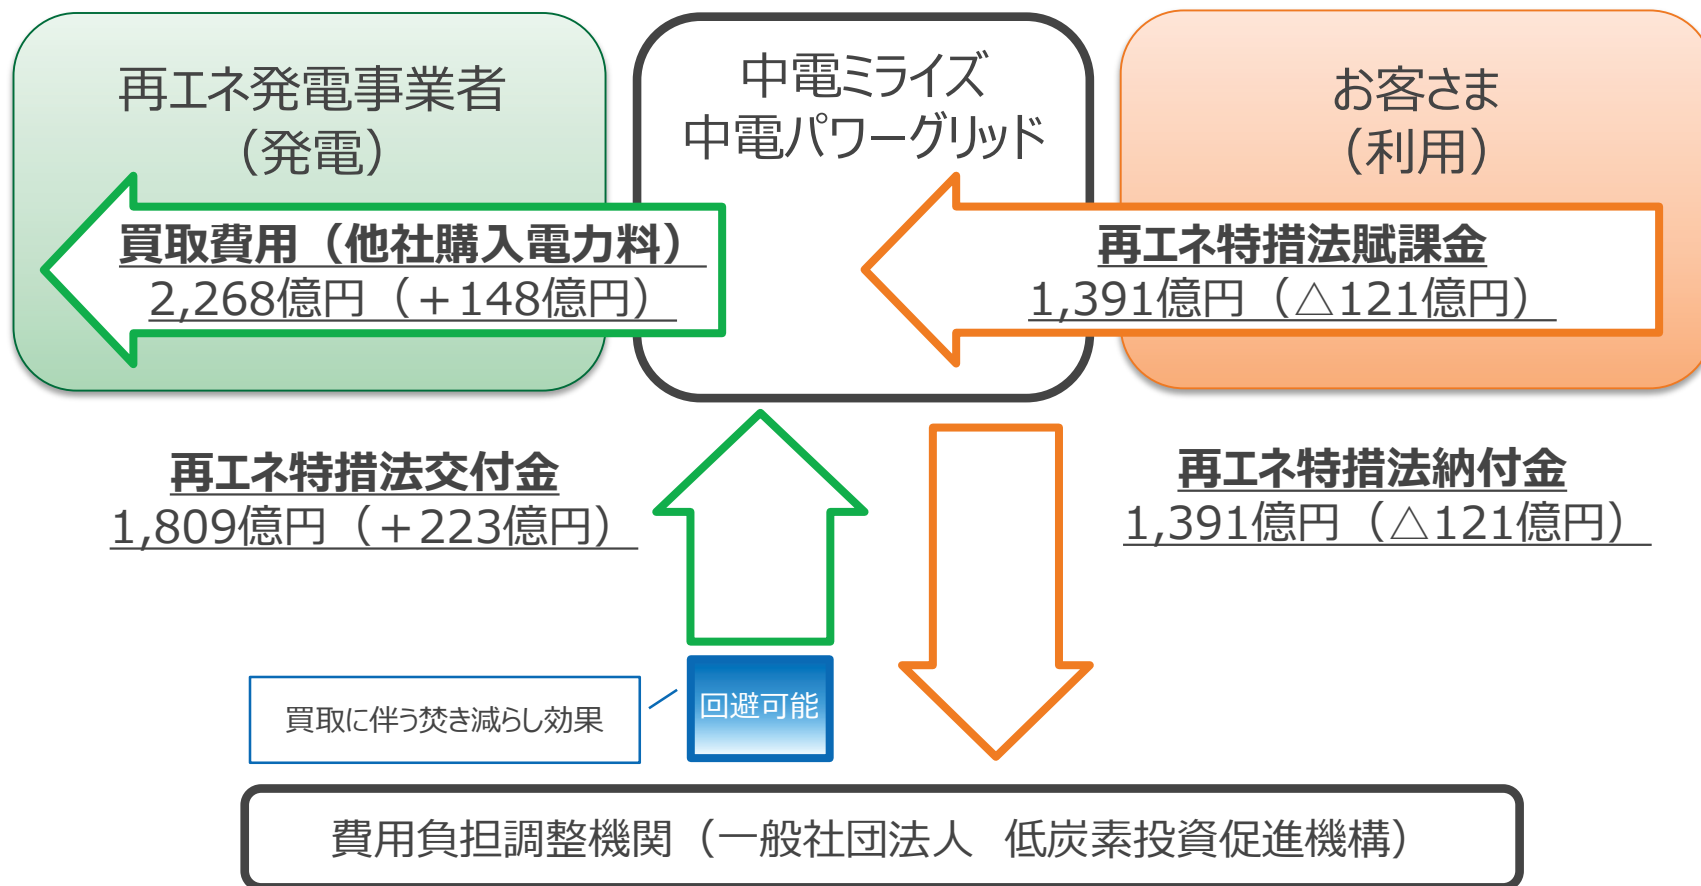 再エネ発電事業者
（発電）
中電ミライズ
中電パワーグリッド
お客さま
（利用）
買取費用（他社購入電力料）
2,268億円（＋148億円）
再エネ特措法賦課金
1,391億円（△121億円）
再エネ特措法交付金
1,809億円（＋223億円）
再エネ特措法納付金
1,391億円（△121億円）
買取に伴う焚き減らし効果
回避可能
費用負担調整機関（一般社団法人　低炭素投資促進機構）